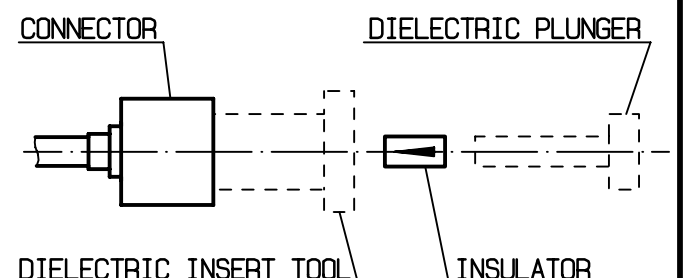 CONNECTOR
DIELECTRIC PLUNGER
DIELECTRIC INSERT TOOL
INSULATOR